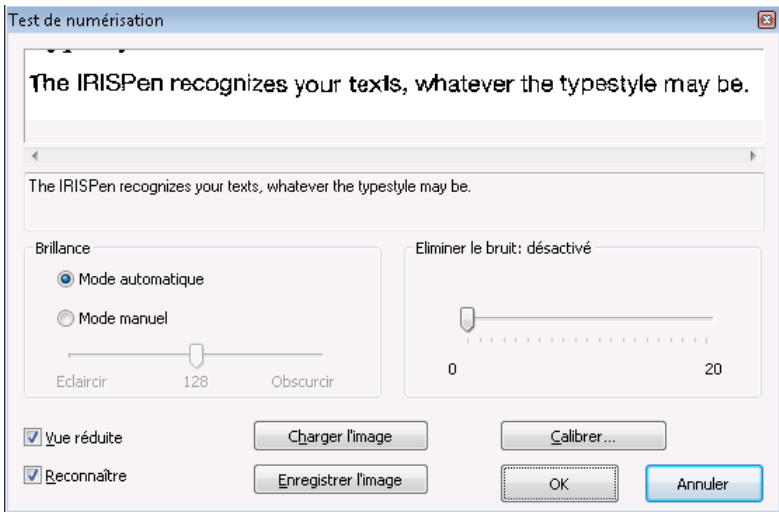 Test de numérisation
The IRISPen recognizes your texts, whatever the typestyle may be.
The IRISPen recognizes your texts, whatever the typestyle may be.
Brillance
Mode automatique
Mode manuel
Eclaircir 128 Obscurcir
Eliminer le bruit: désactivé
0 20
Vue réduite
Reconnaître
Charger l'image
Enregistrer l'image
Calibrer...
OK
Annuler